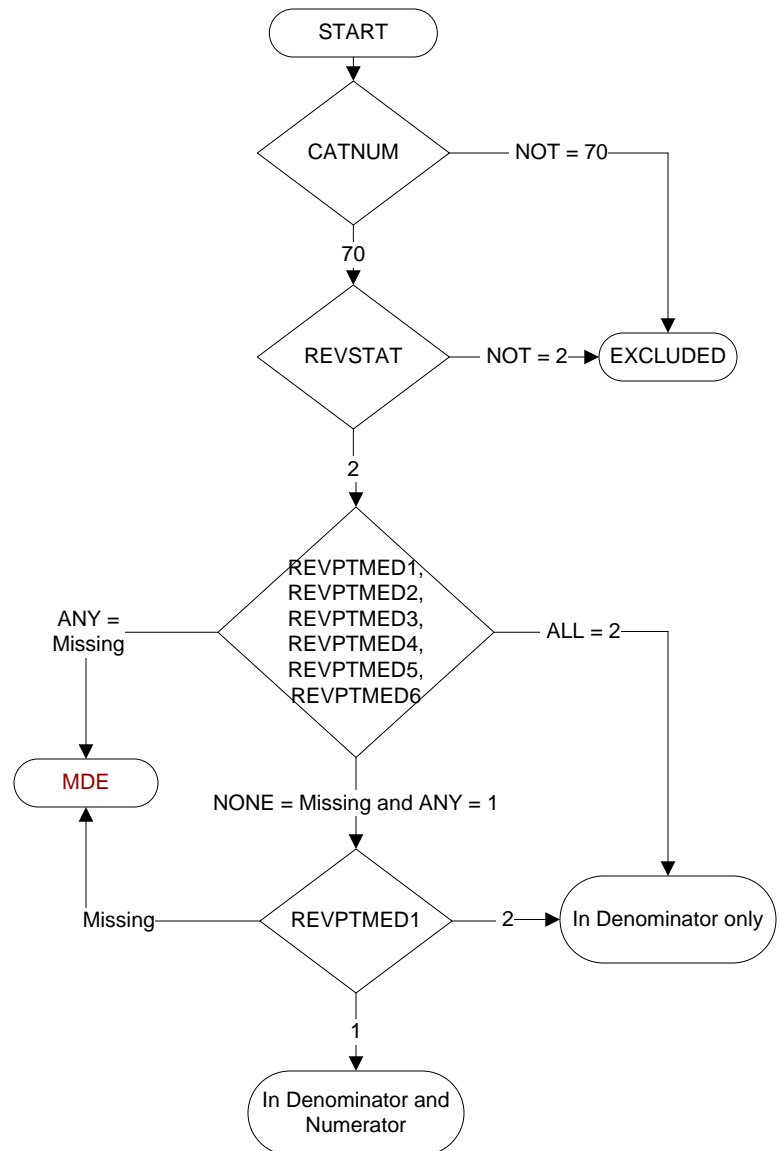 START
CATNUM
NOT = 70
70
REVSTAT
NOT = 2
EXCLUDED
2
REVPTMED1,
REVPTMED2,
REVPTMED3,
REVPTMED4,
REVPTMED5,
REVPTMED6
ANY =
Missing
ALL = 2
MDE
NONE = Missing and ANY = 1
Missing
REVPTMED1
2
In Denominator only
1
In Denominator and
Numerator